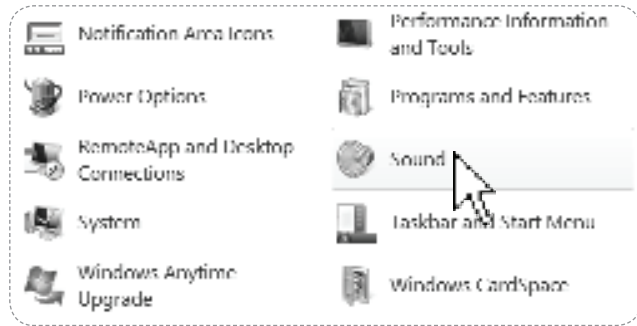 Notification Area Icons
Performance Information
and Tools
Power Options
Programs and Features
RemoteApp and Desktop
Connections
Sound
System
Taskbar and Start Menu
Windows Anytime
Upgrade
Windows CardSpace